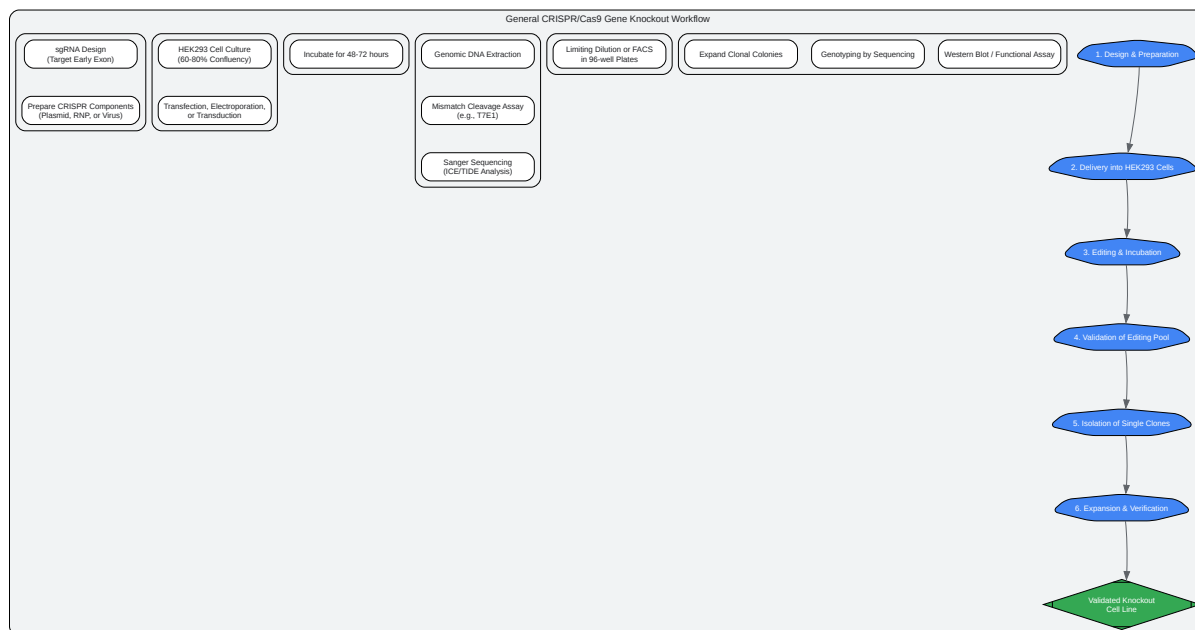 General CRISPR/Cas9 Gene Knockout Workflow
sgRNA Design
(Target Early Exon)
Prepare CRISPR Components
(Plasmid, RNP, or Virus)
HEK293 Cell Culture
(60-80% Confluency)
Transfection, Electroporation,
or Transduction
Incubate for 48-72 hours
Genomic DNA Extraction
Mismatch Cleavage Assay
(e.g., T7E1)
Sanger Sequencing
(ICE/TIDE Analysis)
Limiting Dilution or FACS
in 96-well Plates
Expand Clonal Colonies
Genotyping by Sequencing
Western Blot / Functional Assay
1. Design & Preparation
2. Delivery into HEK293 Cells
3. Editing & Incubation
4. Validation of Editing Pool
5. Isolation of Single Clones
6. Expansion & Verification
Validated Knockout
Cell Line